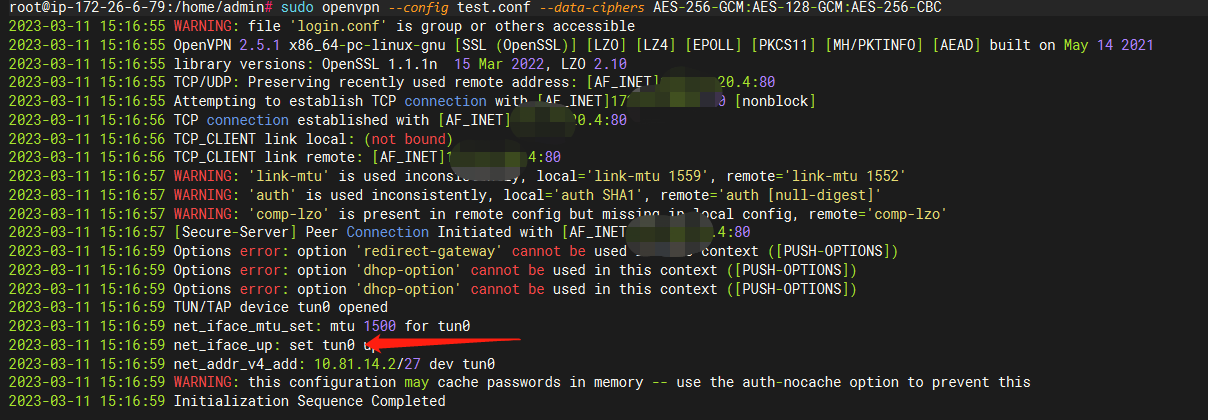 root@ip-172-26-6-79:/home/admin# sudo openvpn --config test.conf --data-ciphers AES-256-GCM:AES-128-GCM:AES-256-CBC
2023-03-11 15:16:55 WARNING: file 'login.conf' is group or others accessible
2023-03-11 15:16:55 OpenVPN 2.5.1 x86_64-pc-linux-gnu [SSL (OpenSSL)] [LZO] [LZ4] [EPOLL] [PKCS11] [MH/PKTINFO] [AEAD] built on May 14 2021
2023-03-11 15:16:55 library versions: OpenSSL 1.1.1n  15 Mar 2022, LZO 2.10
2023-03-11 15:16:55 TCP/UDP: Preserving recently used remote address: [AF_INET] 20.4:80
2023-03-11 15:16:55 Attempting to establish TCP connection with [AF_INET]17 0 [nonblock]
2023-03-11 15:16:56 TCP connection established with [AF_INET] 20.4:80
2023-03-11 15:16:56 TCP_CLIENT link local: (not bound)
2023-03-11 15:16:56 TCP_CLIENT link remote: [AF_INET]1 4:80
2023-03-11 15:16:57 WARNING: 'link-mtu' is used inconsistently, local='link-mtu 1559', remote='link-mtu 1552'
2023-03-11 15:16:57 WARNING: 'auth' is used inconsistently, local='auth SHA1', remote='auth [null-digest]'
2023-03-11 15:16:57 WARNING: 'comp-lzo' is present in remote config but missing in local config, remote='comp-lzo'
2023-03-11 15:16:57 [Secure-Server] Peer Connection Initiated with [AF_INET .4:80
2023-03-11 15:16:59 Options error: option 'redirect-gateway' cannot be used context ([PUSH-OPTIONS])
2023-03-11 15:16:59 Options error: option 'dhcp-option' cannot be used in this context ([PUSH-OPTIONS])
2023-03-11 15:16:59 Options error: option 'dhcp-option' cannot be used in this context ([PUSH-OPTIONS])
2023-03-11 15:16:59 TUN/TAP device tun0 opened
2023-03-11 15:16:59 net_iface_mtu_set: mtu 1500 for tun0
2023-03-11 15:16:59 net_iface_up: set tun0 up
2023-03-11 15:16:59 net_addr_v4_add: 10.81.14.2/27 dev tun0
2023-03-11 15:16:59 WARNING: this configuration may cache passwords in memory -- use the auth-nocache option to prevent this
2023-03-11 15:16:59 Initialization Sequence Completed